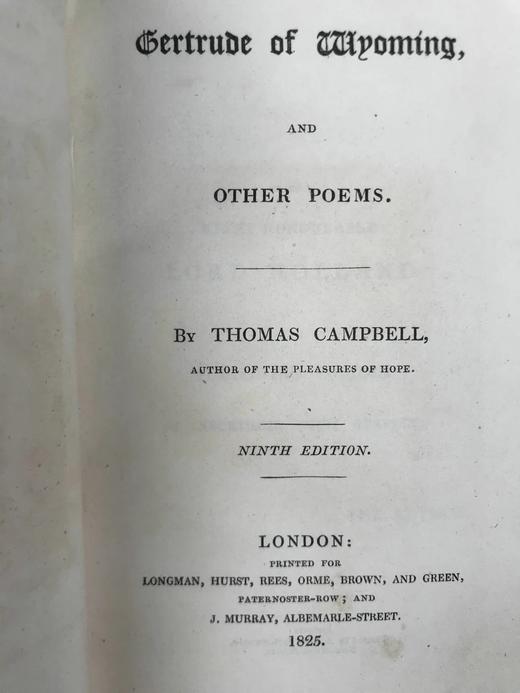 Gertrude of Wyoming,
AND
OTHER POEMS.
By THOMAS CAMPBELL,
AUTHOR OF THE PLEASURES OF HOPE.
NINTH EDITION.
LONDON:
PRINTED FOR
LONGMAN, HURST, REES, ORME, BROWN, AND GREEN,
PATERNOSTER-ROW; AND
J. MURRAY, ALBEMARLE-STREET.
1825.